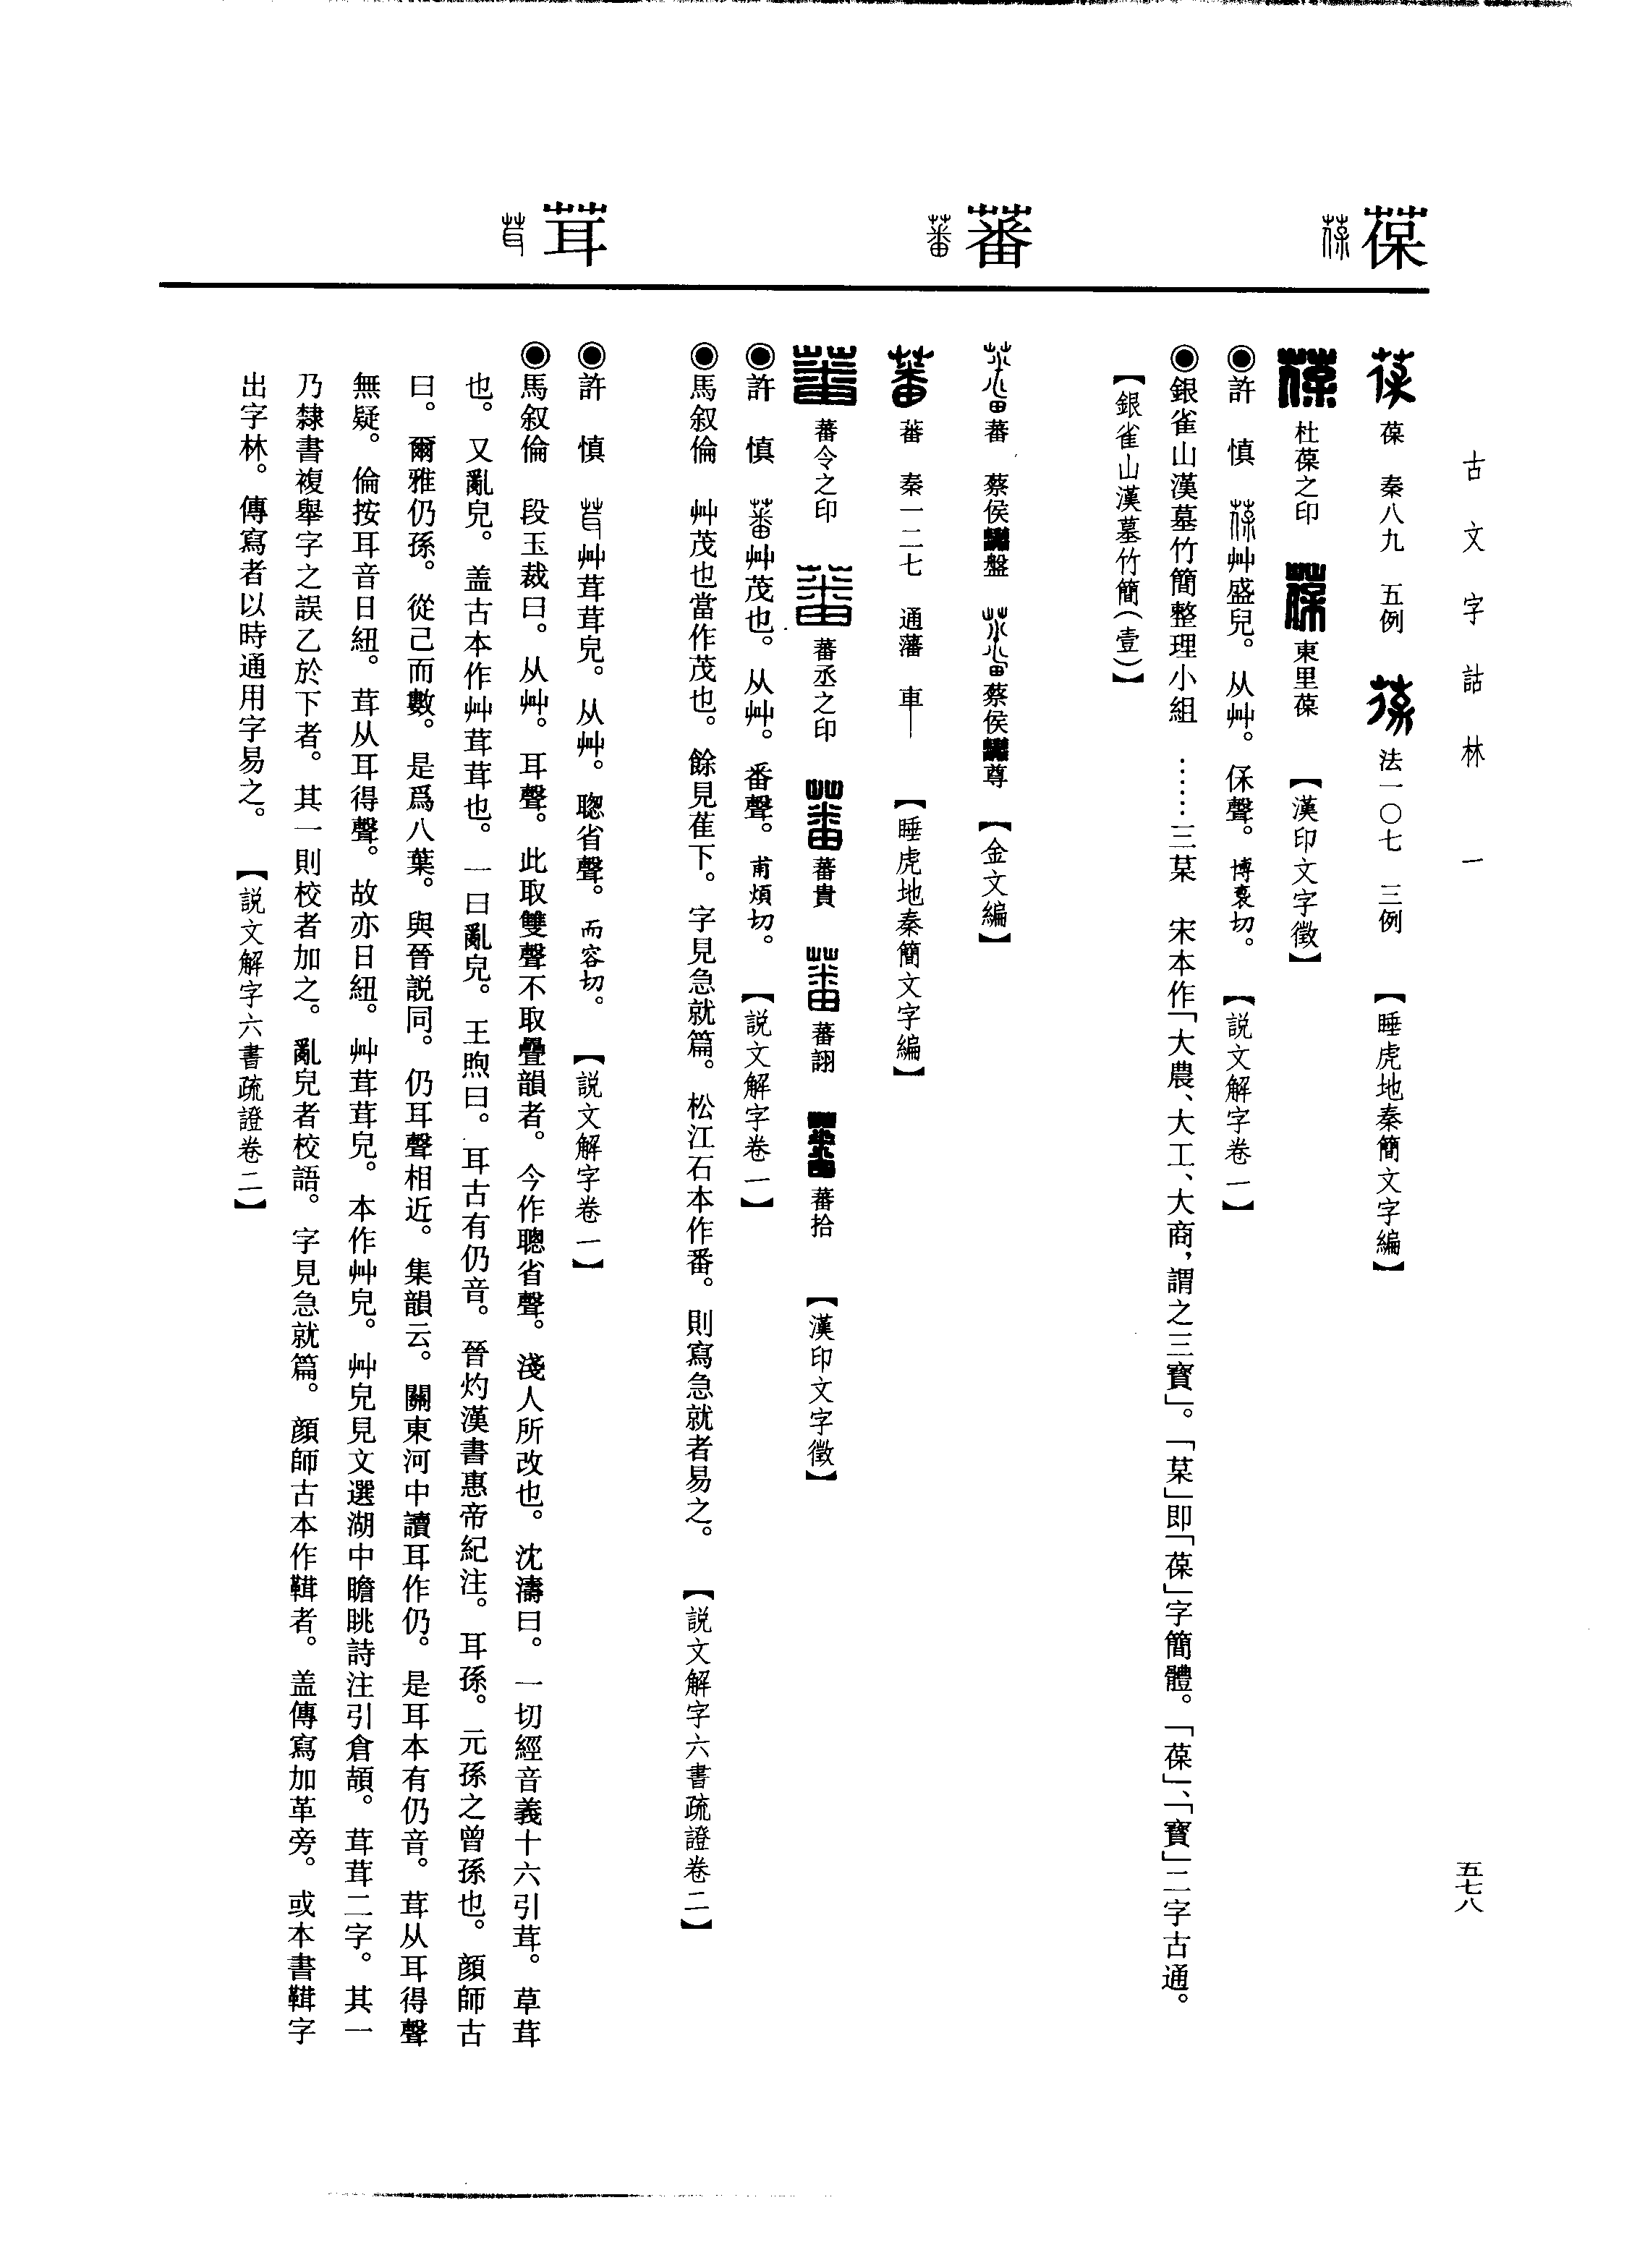 古文字詁林 一
五七八
葆
葆 秦八九 五例 法一〇七 三例 【睡虎地秦簡文字編】
杜葆之印 東里葆 【漢印文字徵】
◉許 慎 艸盛皃。从艸。保聲。博袌切。 【説文解字卷一】
◉銀雀山漢墓竹簡整理小組 ……三菒 宋本作「大農、大工、大商，謂之三寶」。「菒」即「葆」字簡體。「葆」、「寶」二字古通。
【銀雀山漢墓竹簡（壹）】
蕃
蕃 蔡侯盤 蔡侯尊 【金文編】
蕃 秦一二七 通藩 車— 【睡虎地秦簡文字編】
蕃令之印 蕃丞之印 蕃貴 蕃詡 蕃拾 【漢印文字徵】
◉許 慎 艸茂也。从艸。番聲。甫煩切。 【説文解字卷一】
◉馬叙倫 艸茂也當作茂也。餘見萑下。字見急就篇。松江石本作番。則寫急就者易之。 【説文解字六書疏證卷二】
茸
◉許 慎 艸茸茸皃。从艸。聦省聲。而容切。 【説文解字卷一】
◉馬叙倫 段玉裁曰。从艸。耳聲。此取雙聲不取疊韻者。今作聰省聲。淺人所改也。沈濤曰。一切經音義十六引茸。草茸
也。又亂皃。盖古本作艸茸茸也。一曰亂皃。王煦曰。耳古有仍音。晉灼漢書惠帝紀注。耳孫。元孫之曾孫也。顔師古
曰。爾雅仍孫。從己而數。是爲八葉。與晉説同。仍耳聲相近。集韻云。關東河中讀耳作仍。是耳本有仍音。茸从耳得聲
無疑。倫按耳音日紐。茸从耳得聲。故亦日紐。艸茸茸皃。本作艸皃。艸皃見文選湖中瞻眺詩注引倉頡。茸茸二字。其一
乃隸書複舉字之誤乙於下者。其一則校者加之。亂皃者校語。字見急就篇。顔師古本作鞋者。盖傳寫加革旁。或本書鞋字
出字林。傳寫者以時通用字易之。 【説文解字六書疏證卷二】